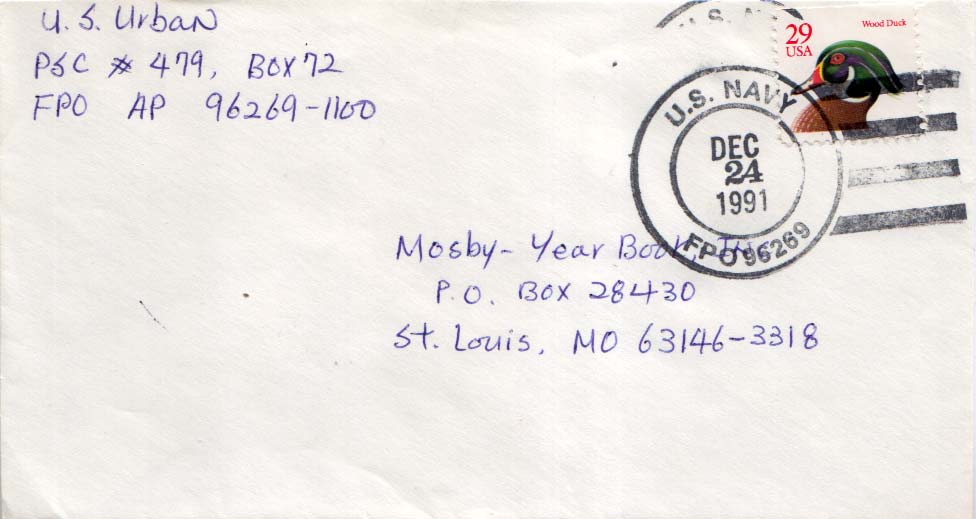 U. S. Urban
PSC # 479, BOX 72
FPO AP 96269-1100
U.S. NAVY
29
USA
Wood Duck
U.S. NAVY
DEC
24
1991
FPO 96269
Mosby-Year Book, Inc
P.O. BOX 28430
St. Louis, MO 63146-3318